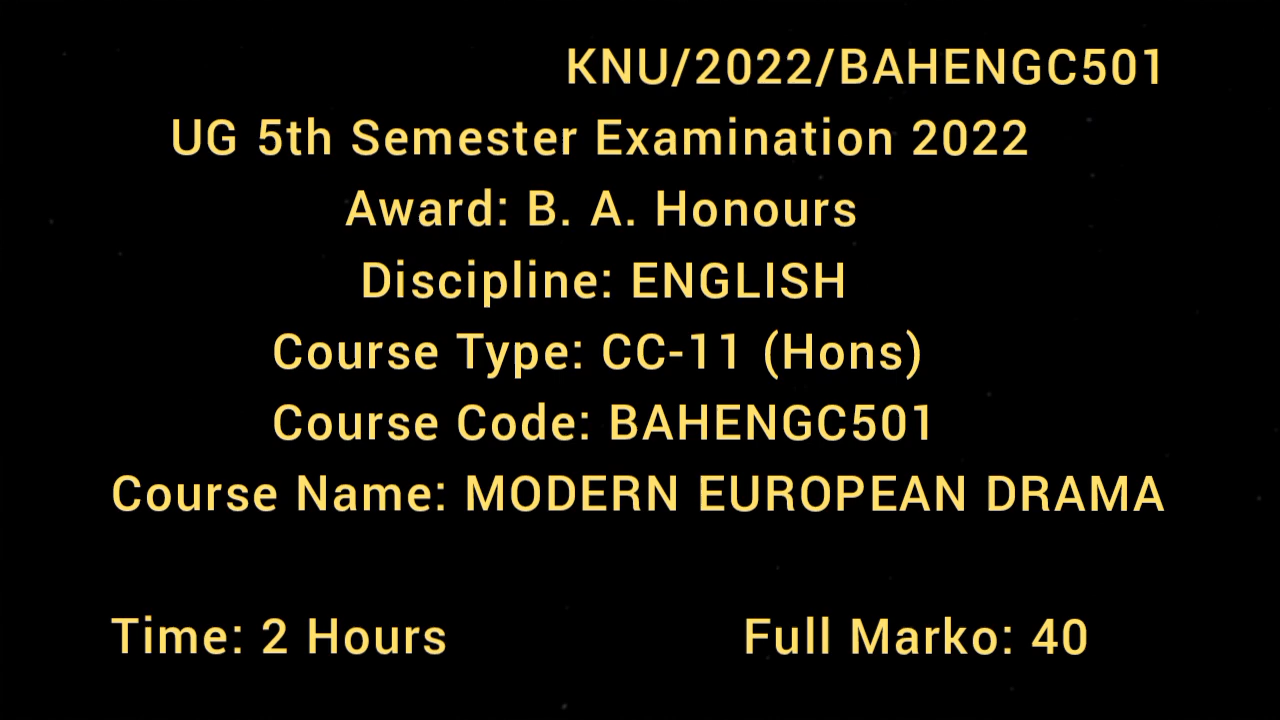 KNU/2022/BAHENGC501
UG 5th Semester Examination 2022
Award: B. A. Honours
Discipline: ENGLISH
Course Type: CC-11 (Hons)
Course Code: BAHENGC501
Course Name: MODERN EUROPEAN DRAMA
Time: 2 Hours Full Marko: 40